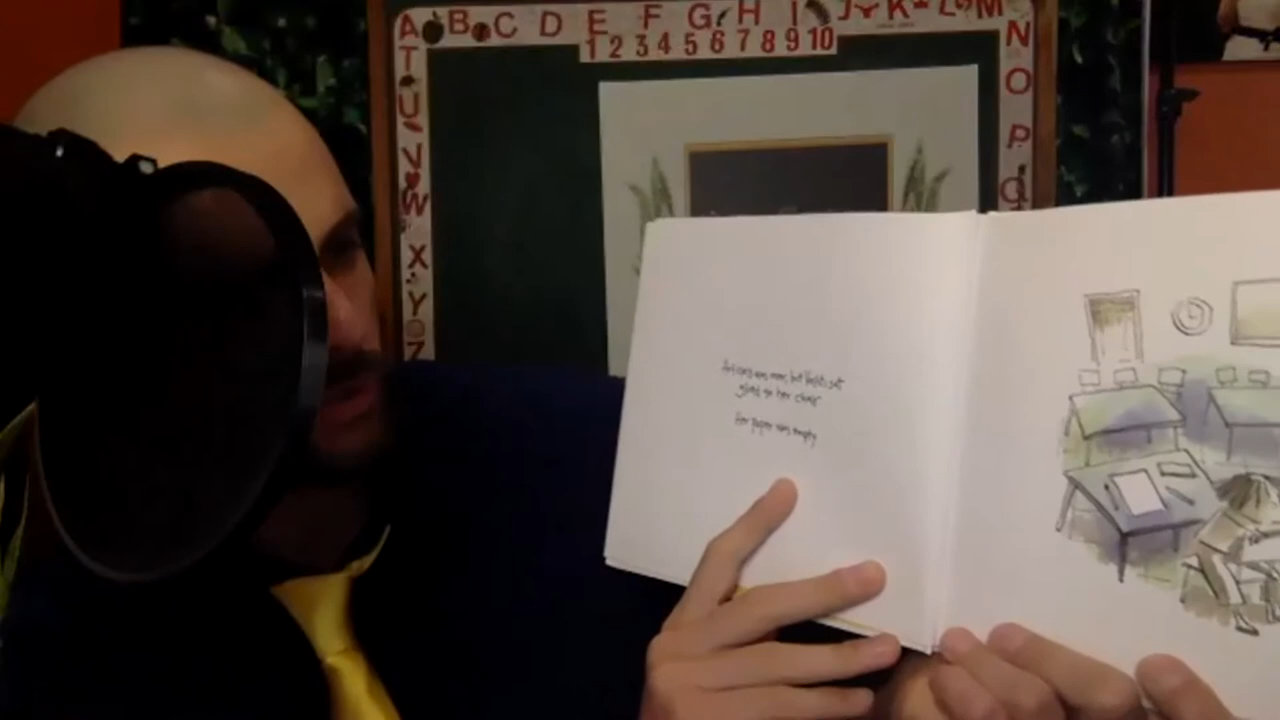 A B C D E F G H I J K L M
1 2 3 4 5 6 7 8 9 10
N
O
P
Q
T
U
V
W
X
Y
Z
Art class was over, but Vashti sat
glued to her chair.
Her paper was empty.